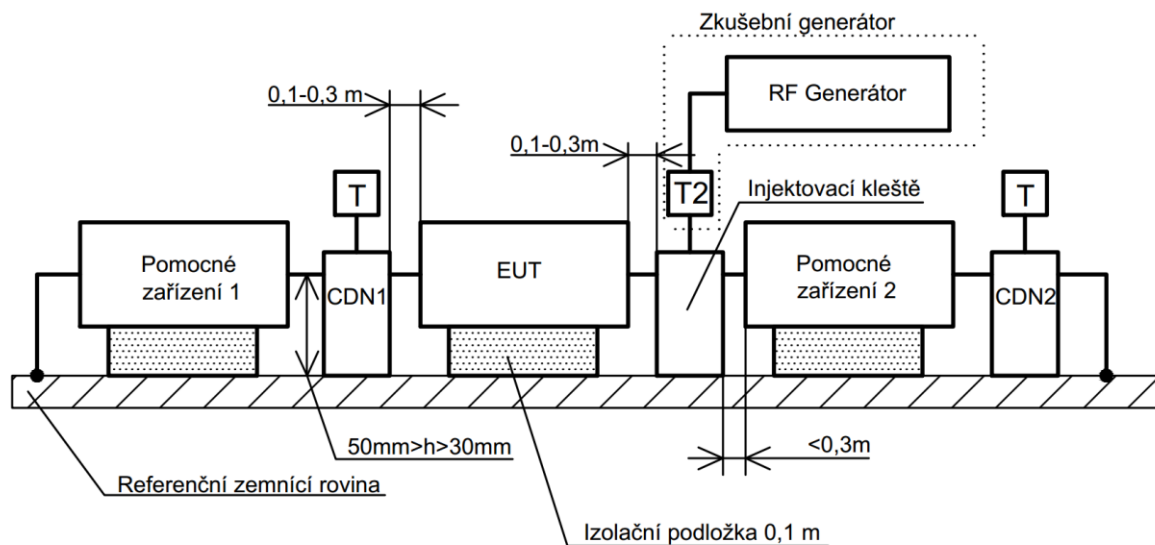 Zkušební generátor
RF Generátor
0,1-0,3 m
0,1-0,3m
T
T2
Injektovací kleště
T
Pomocné
zařízení 1
CDN1
EUT
Pomocné
zařízení 2
CDN2
50mm>h>30mm
<0,3m
Referenční zemnící rovina
Izolační podložka 0,1 m